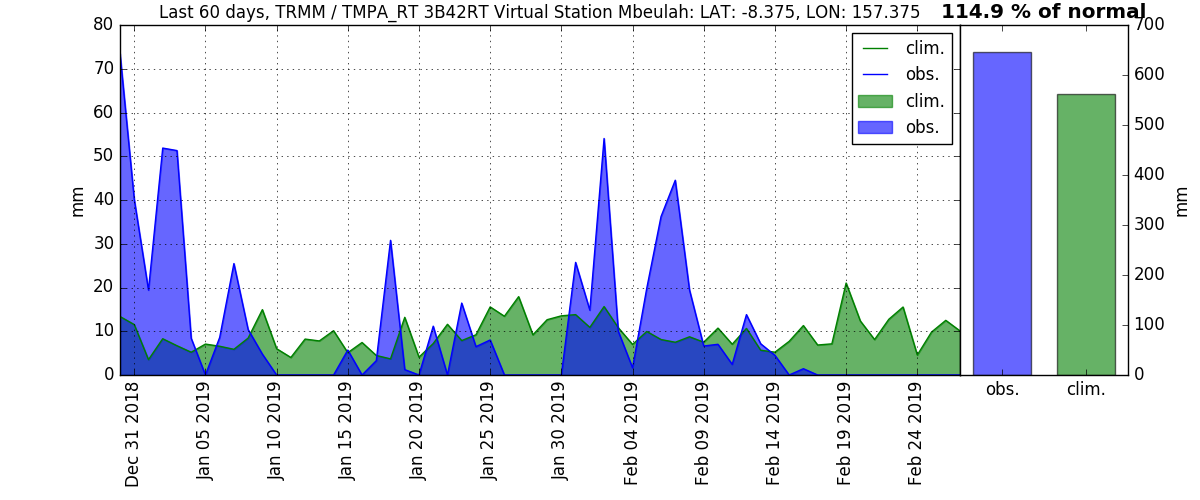 Last 60 days, TRMM / TMPA_RT 3B42RT Virtual Station Mbeulah: LAT: -8.375, LON: 157.375
114.9 % of normal
80
70
60
50
40
30
20
10
0
mm
clim.
obs.
clim.
obs.
700
600
500
400
300
200
100
0
mm
obs.
clim.
Dec 31 2018
Jan 05 2019
Jan 10 2019
Jan 15 2019
Jan 20 2019
Jan 25 2019
Jan 30 2019
Feb 04 2019
Feb 09 2019
Feb 14 2019
Feb 19 2019
Feb 24 2019